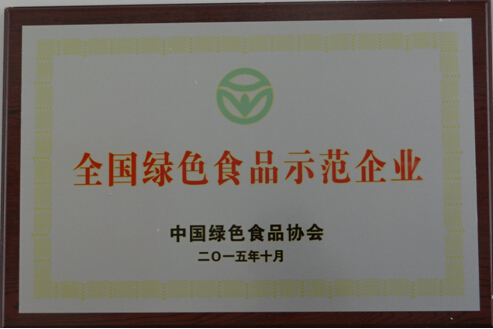 全国绿色食品示范企业
中国绿色食品协会
二〇一五年十月